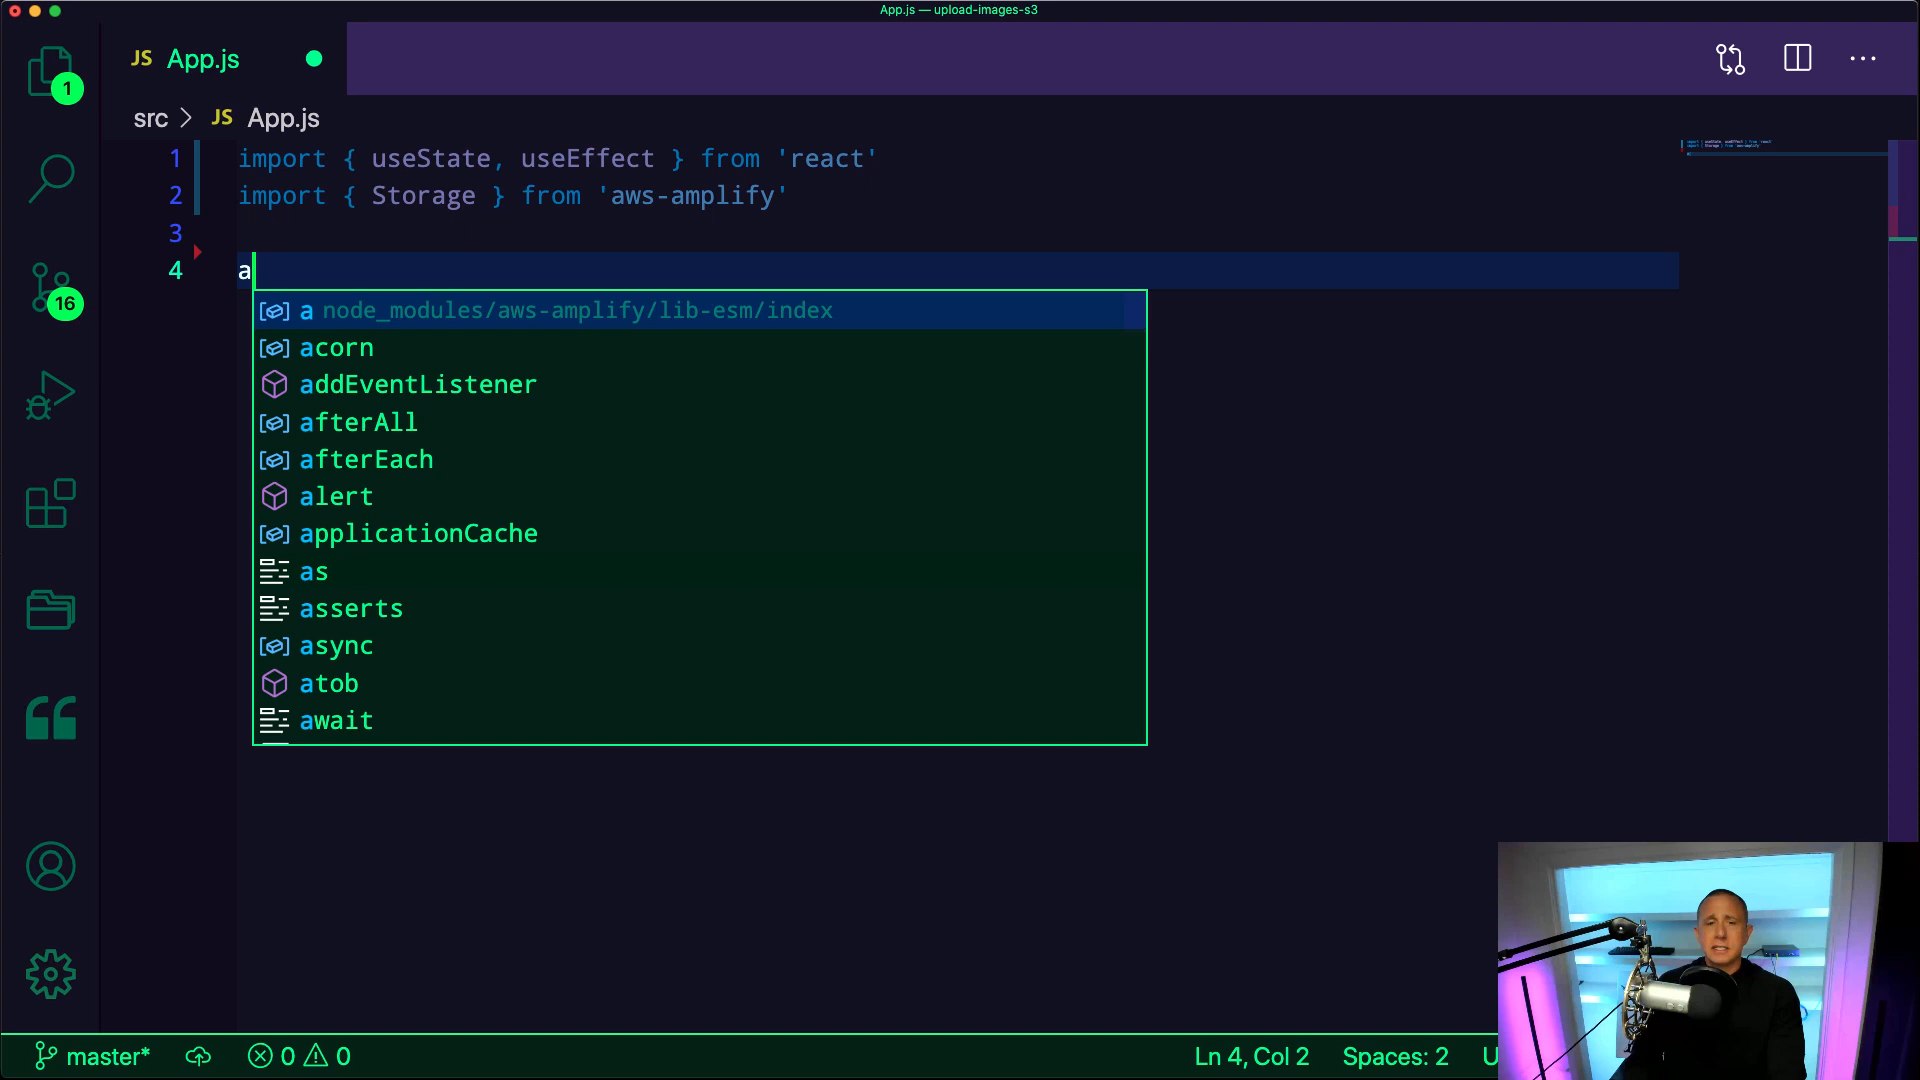 App.js — upload-images-s3
JS App.js
1
src > JS App.js
1 import { useState, useEffect } from 'react'
2 import { Storage } from 'aws-amplify'
3
4 a
16
a node_modules/aws-amplify/lib-esm/index
acorn
addEventListener
afterAll
afterEach
alert
applicationCache
as
asserts
async
atob
await
master* 0 0 Ln 4, Col 2 Spaces: 2 U